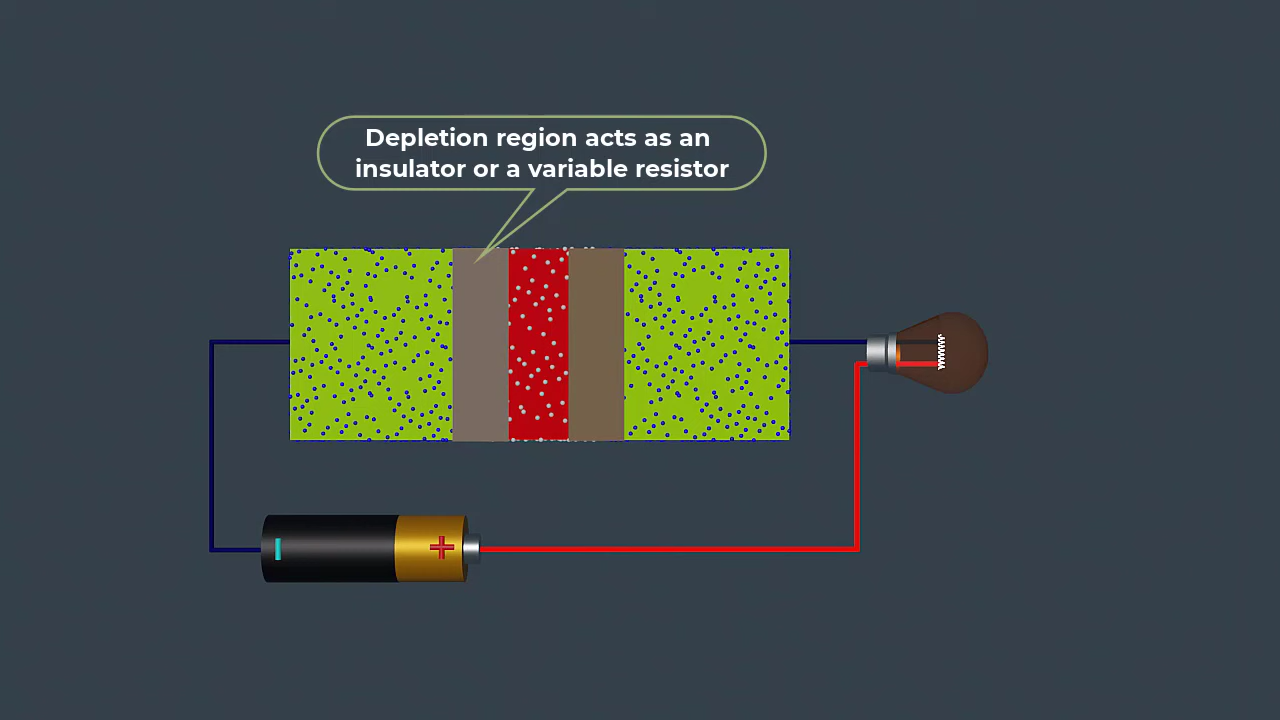 Depletion region acts as an
insulator or a variable resistor